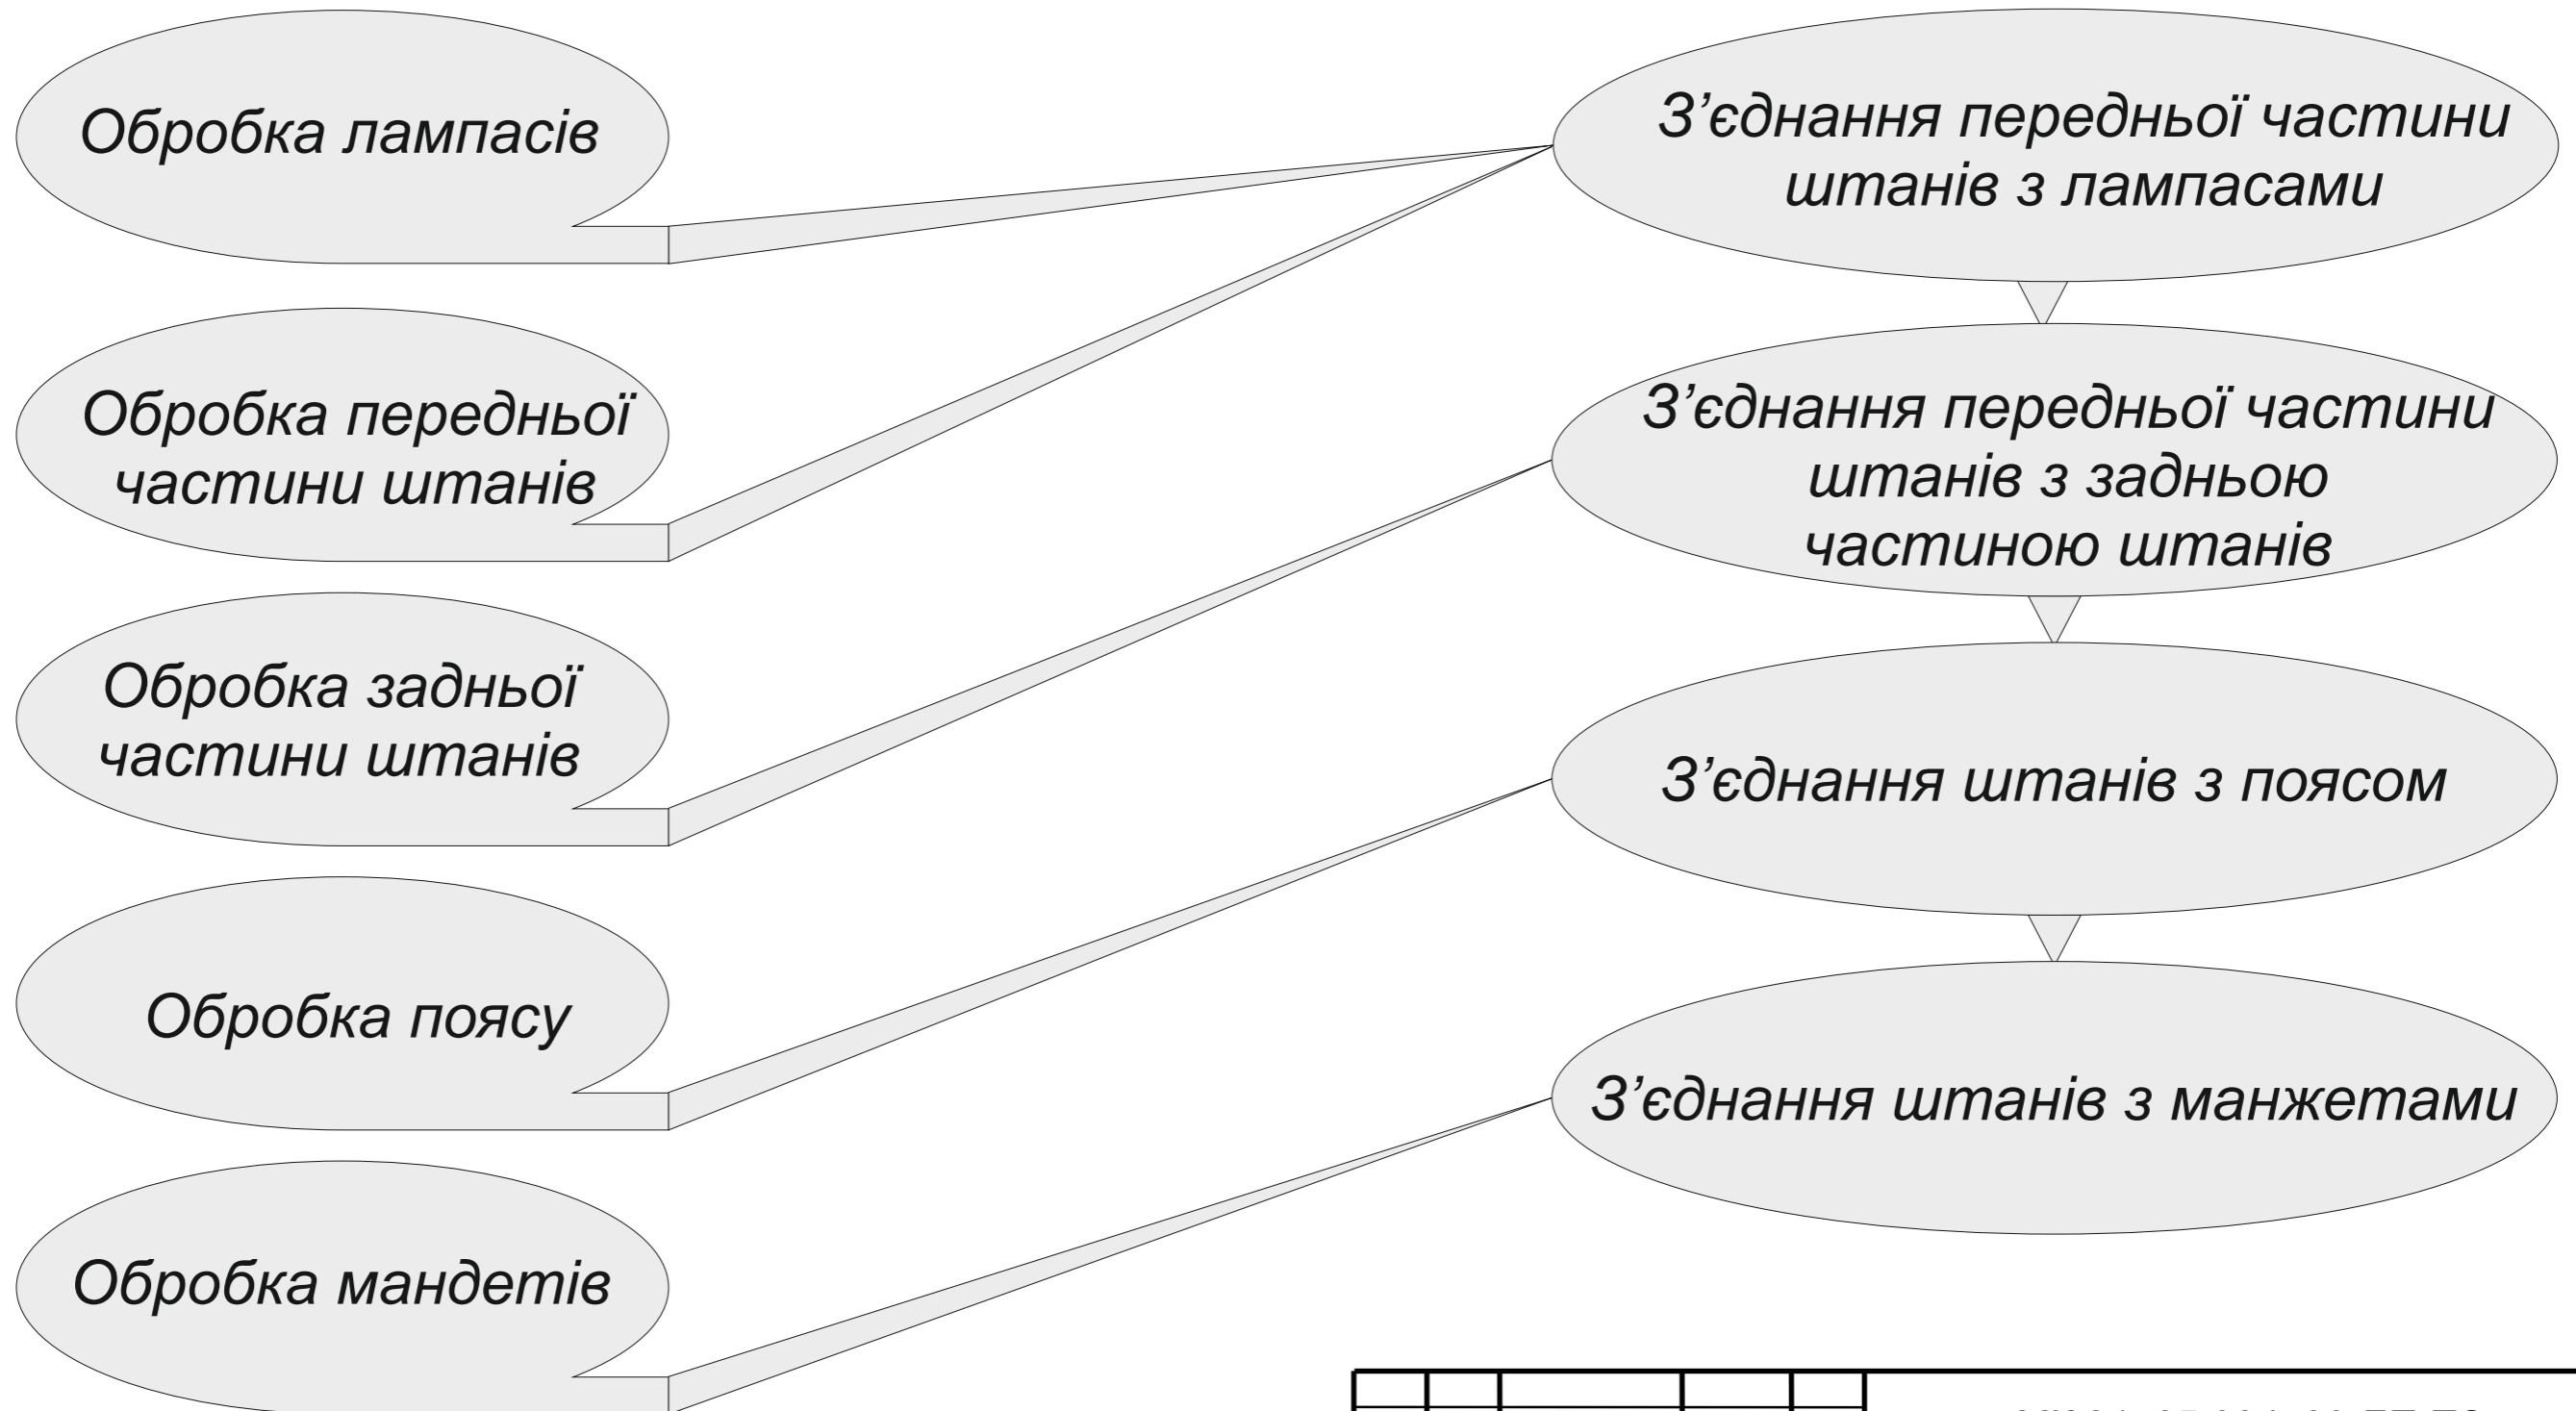 Обробка лампасів
Обробка передньої
частини штанів
Обробка задньої
частини штанів
Обробка поясу
Обробка мандетів
З’єднання передньої частини
штанів з лампасами
З’єднання передньої частини
штанів з задньою
частиною штанів
З’єднання штанів з поясом
З’єднання штанів з манжетами